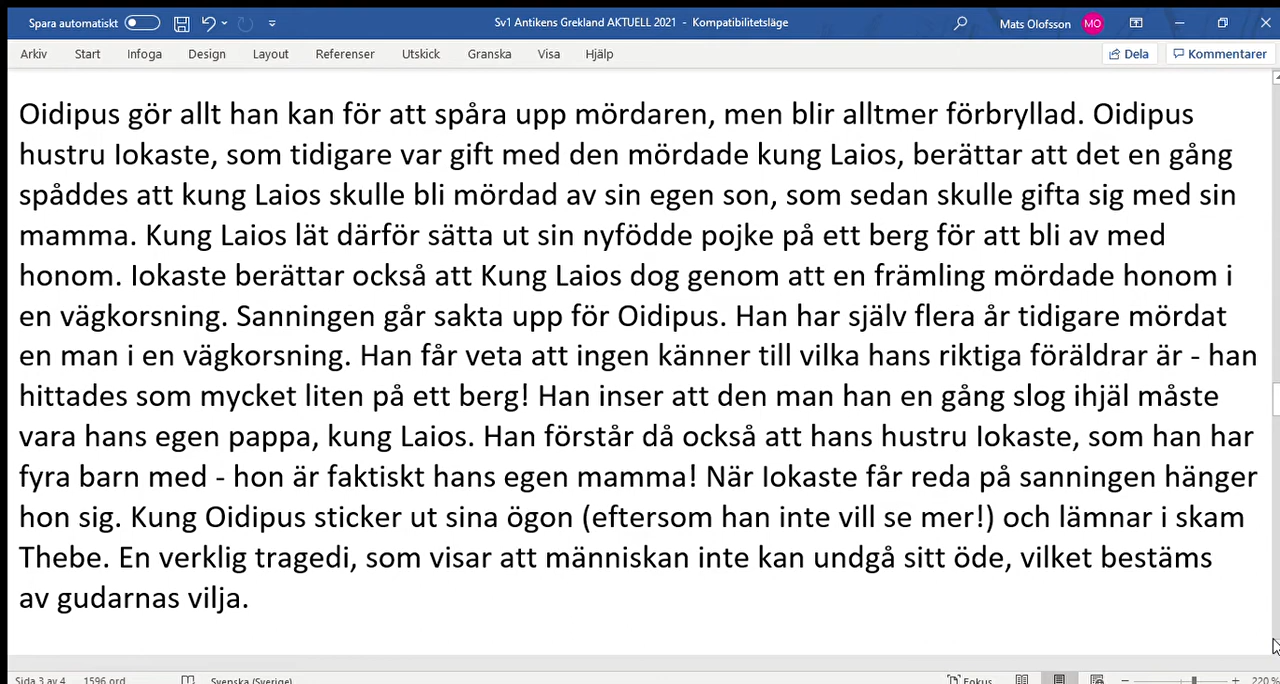 Spara automatiskt Sv1 Antikens Grekland AKTUELL 2021 - Kompatibilitetsläge Mats Olofsson MO
Arkiv Start Infoga Design Layout Referenser Utskick Granska Visa Hjälp Dela Kommentarer
Oidipus gör allt han kan för att spåra upp mördaren, men blir alltmer förbryllad. Oidipus
hustru Iokaste, som tidigare var gift med den mördade kung Laios, berättar att det en gång
spåddes att kung Laios skulle bli mördad av sin egen son, som sedan skulle gifta sig med sin
mamma. Kung Laios lät därför sätta ut sin nyfödde pojke på ett berg för att bli av med
honom. Iokaste berättar också att Kung Laios dog genom att en främling mördade honom i
en vägkorsning. Sanningen går sakta upp för Oidipus. Han har själv flera år tidigare mördat
en man i en vägkorsning. Han får veta att ingen känner till vilka hans riktiga föräldrar är - han
hittades som mycket liten på ett berg! Han inser att den man han en gång slog ihjäl måste
vara hans egen pappa, kung Laios. Han förstår då också att hans hustru Iokaste, som han har
fyra barn med - hon är faktiskt hans egen mamma! När Iokaste får reda på sanningen hänger
hon sig. Kung Oidipus sticker ut sina ögon (eftersom han inte vill se mer!) och lämnar i skam
Thebe. En verklig tragedi, som visar att människan inte kan undgå sitt öde, vilket bestäms
av gudarnas vilja.
Sida 3 av 4 1596 ord Svenska (Sverige) Fokus 220 %